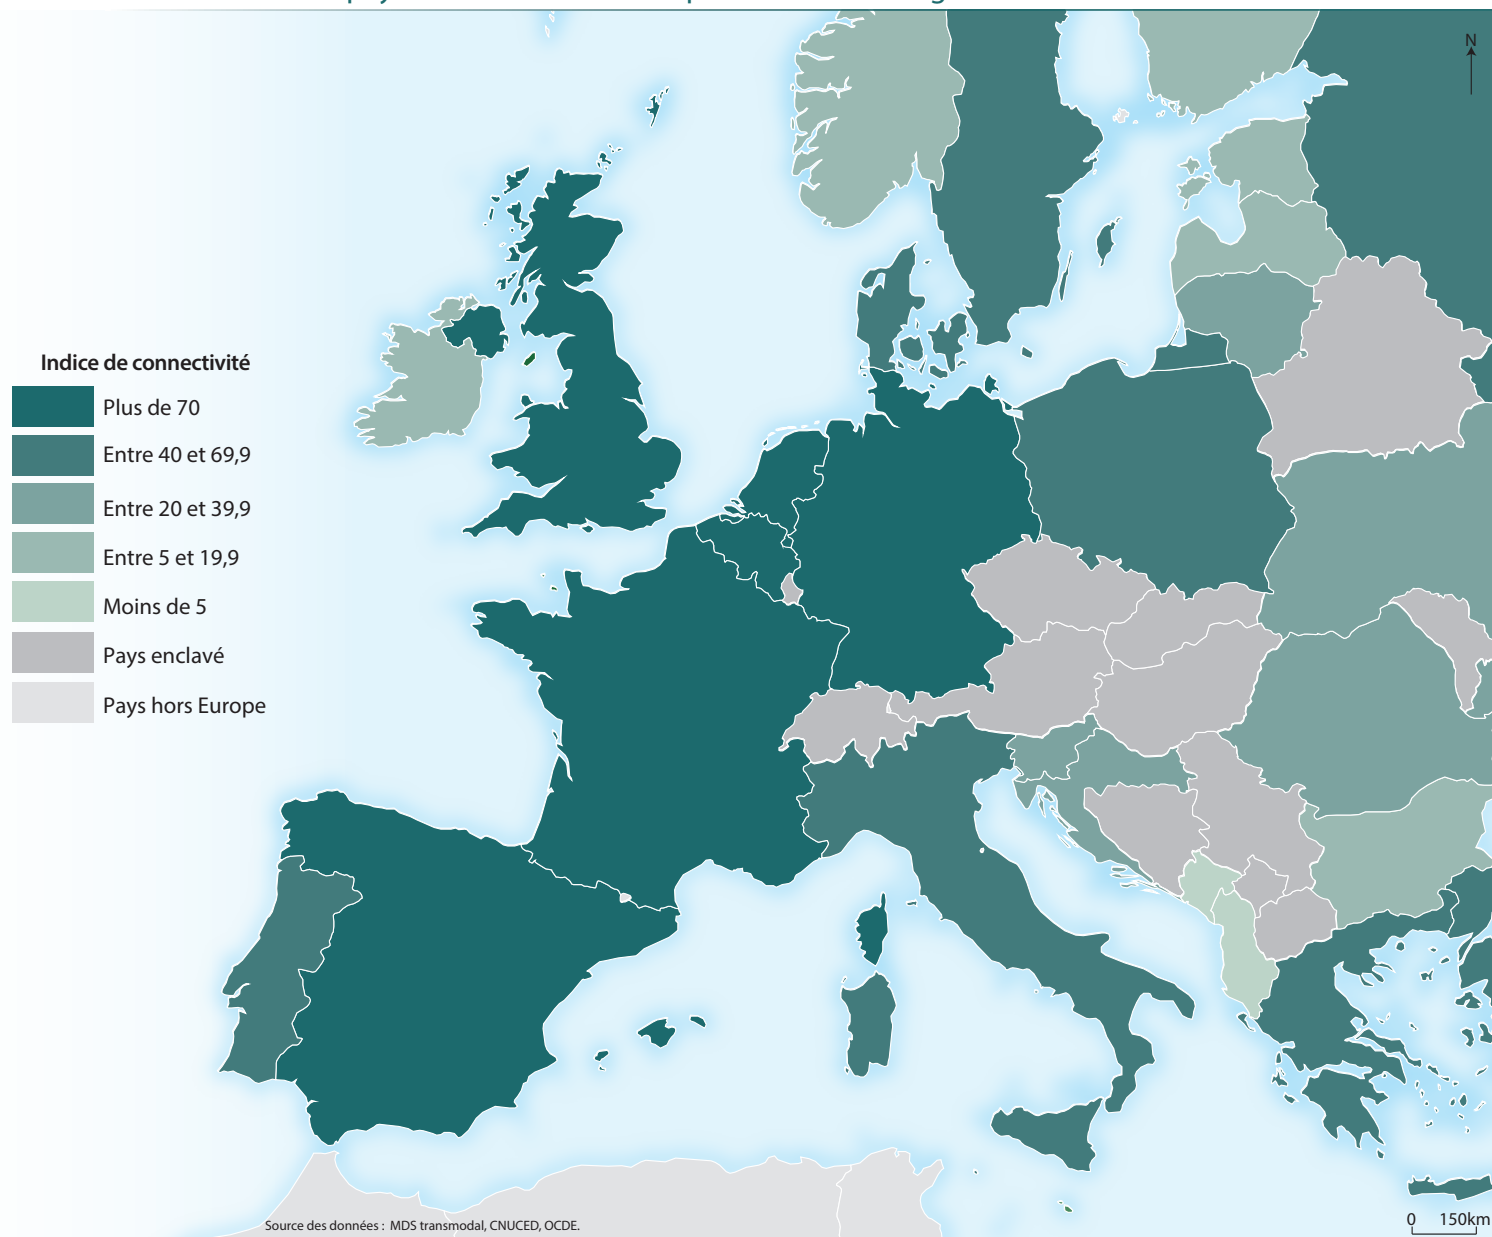 N
Indice de connectivité
Plus de 70
Entre 40 et 69,9
Entre 20 et 39,9
Entre 5 et 19,9
Moins de 5
Pays enclavé
Pays hors Europe
Source des données : MDS transmodal, CNUCED, OCDE.
0 150km